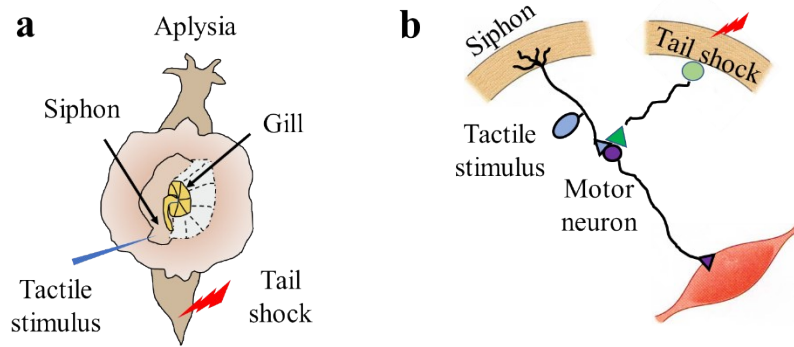 a
Aplysia
Siphon
Gill
Tactile
stimulus
Tail
shock
b
Siphon
Tail shock
Tactile
stimulus
Motor
neuron